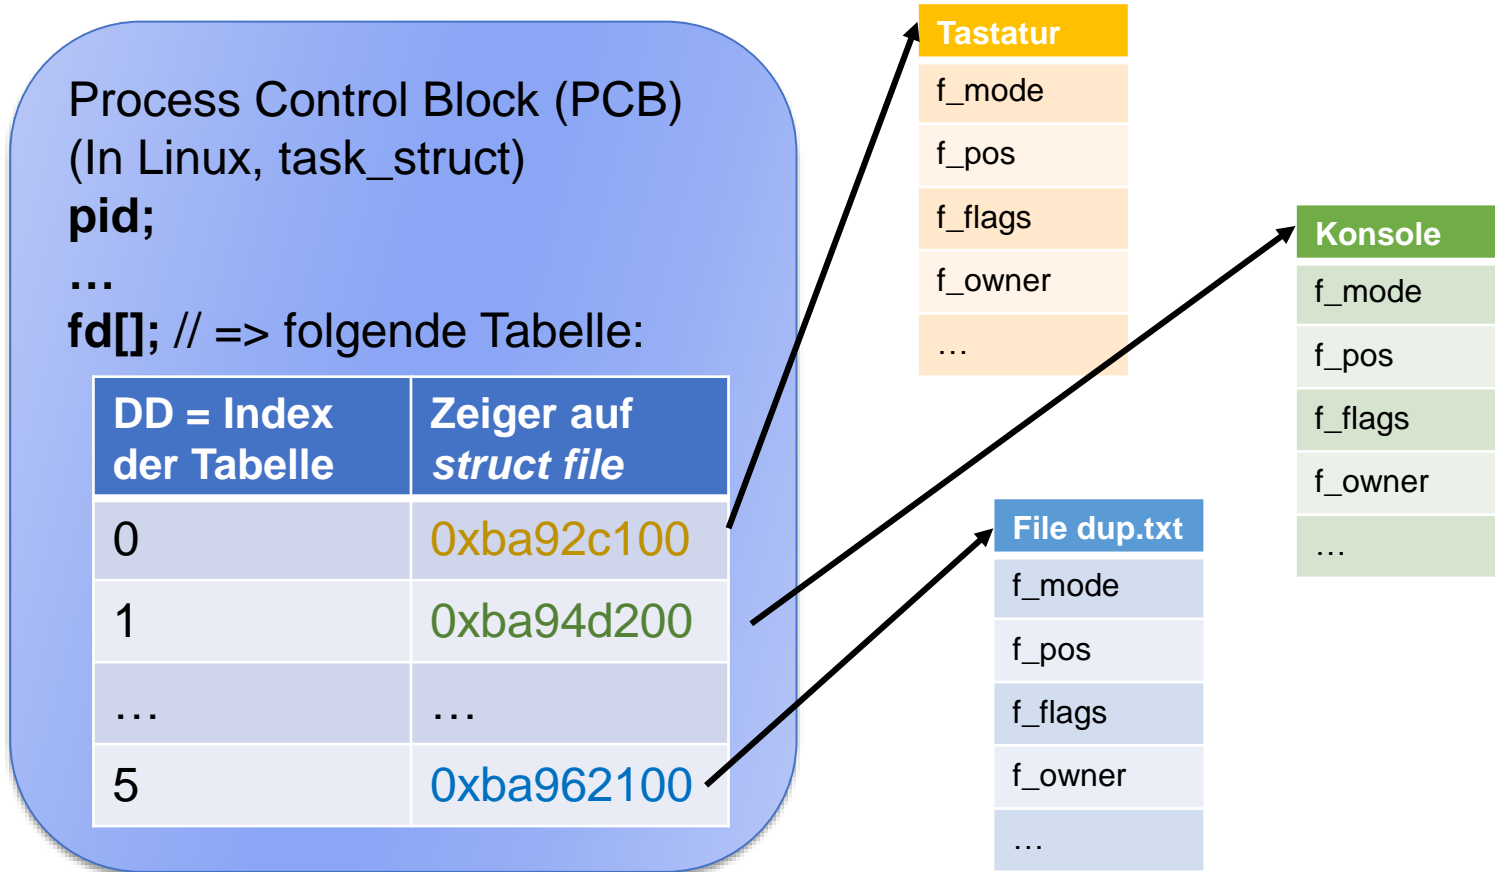 Process Control Block (PCB)
(In Linux, task_struct)
pid;
…
fd[]; // => folgende Tabelle:
DD = Index
der Tabelle
Zeiger auf
struct file
0
0xba92c100
1
0xba94d200
…
…
5
0xba962100
Tastatur
f_mode
f_pos
f_flags
f_owner
…
Konsole
f_mode
f_pos
f_flags
f_owner
…
File dup.txt
f_mode
f_pos
f_flags
f_owner
…